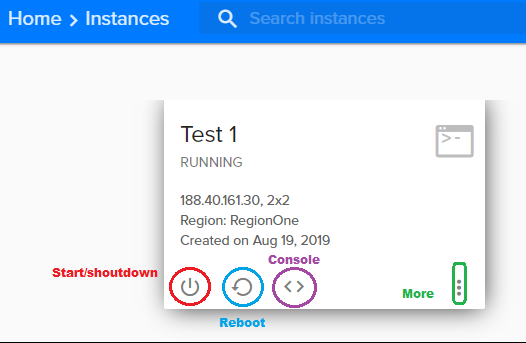 Home > Instances
Search instances
Test 1
RUNNING
188.40.161.30, 2x2
Region: RegionOne
Created on Aug 19, 2019
Console
Start/shoutdown
More
Reboot